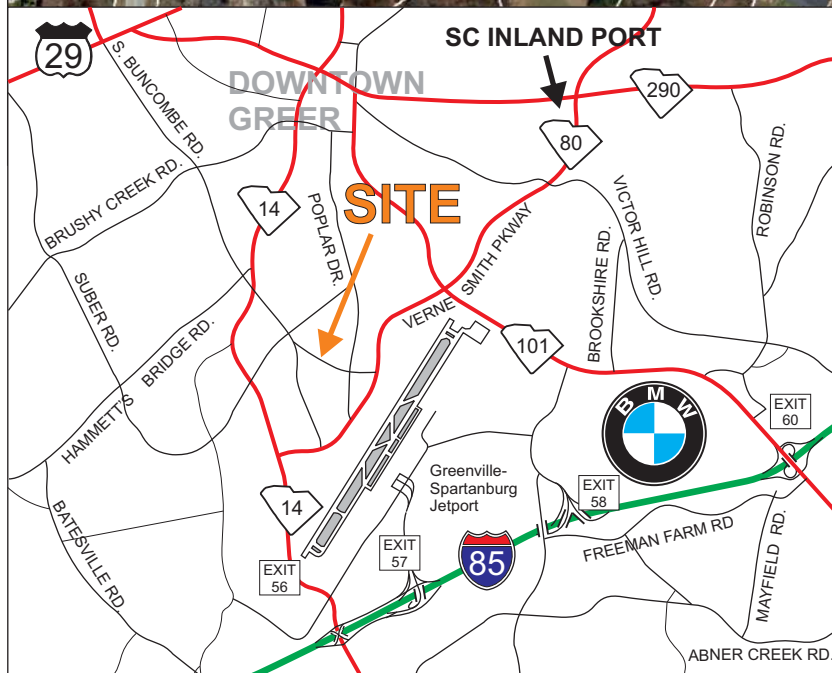 29
S. BUNCOMBE RD.
DOWNTOWN
GREER
SC INLAND PORT
290
80
BRUSHY CREEK RD.
14
POPLAR DR.
SITE
VERNE SMITH PKWAY
VICTOR HILL RD.
ROBINSON RD.
SUBER RD.
HAMMETT'S BRIDGE RD.
BROOKSHIRE RD.
101
BMW
EXIT
60
Greenville-
Spartanburg
Jetport
EXIT
58
14
BATESVILLE RD.
EXIT
56
EXIT
57
85
FREEMAN FARM RD
MAYFIELD RD.
ABNER CREEK RD.